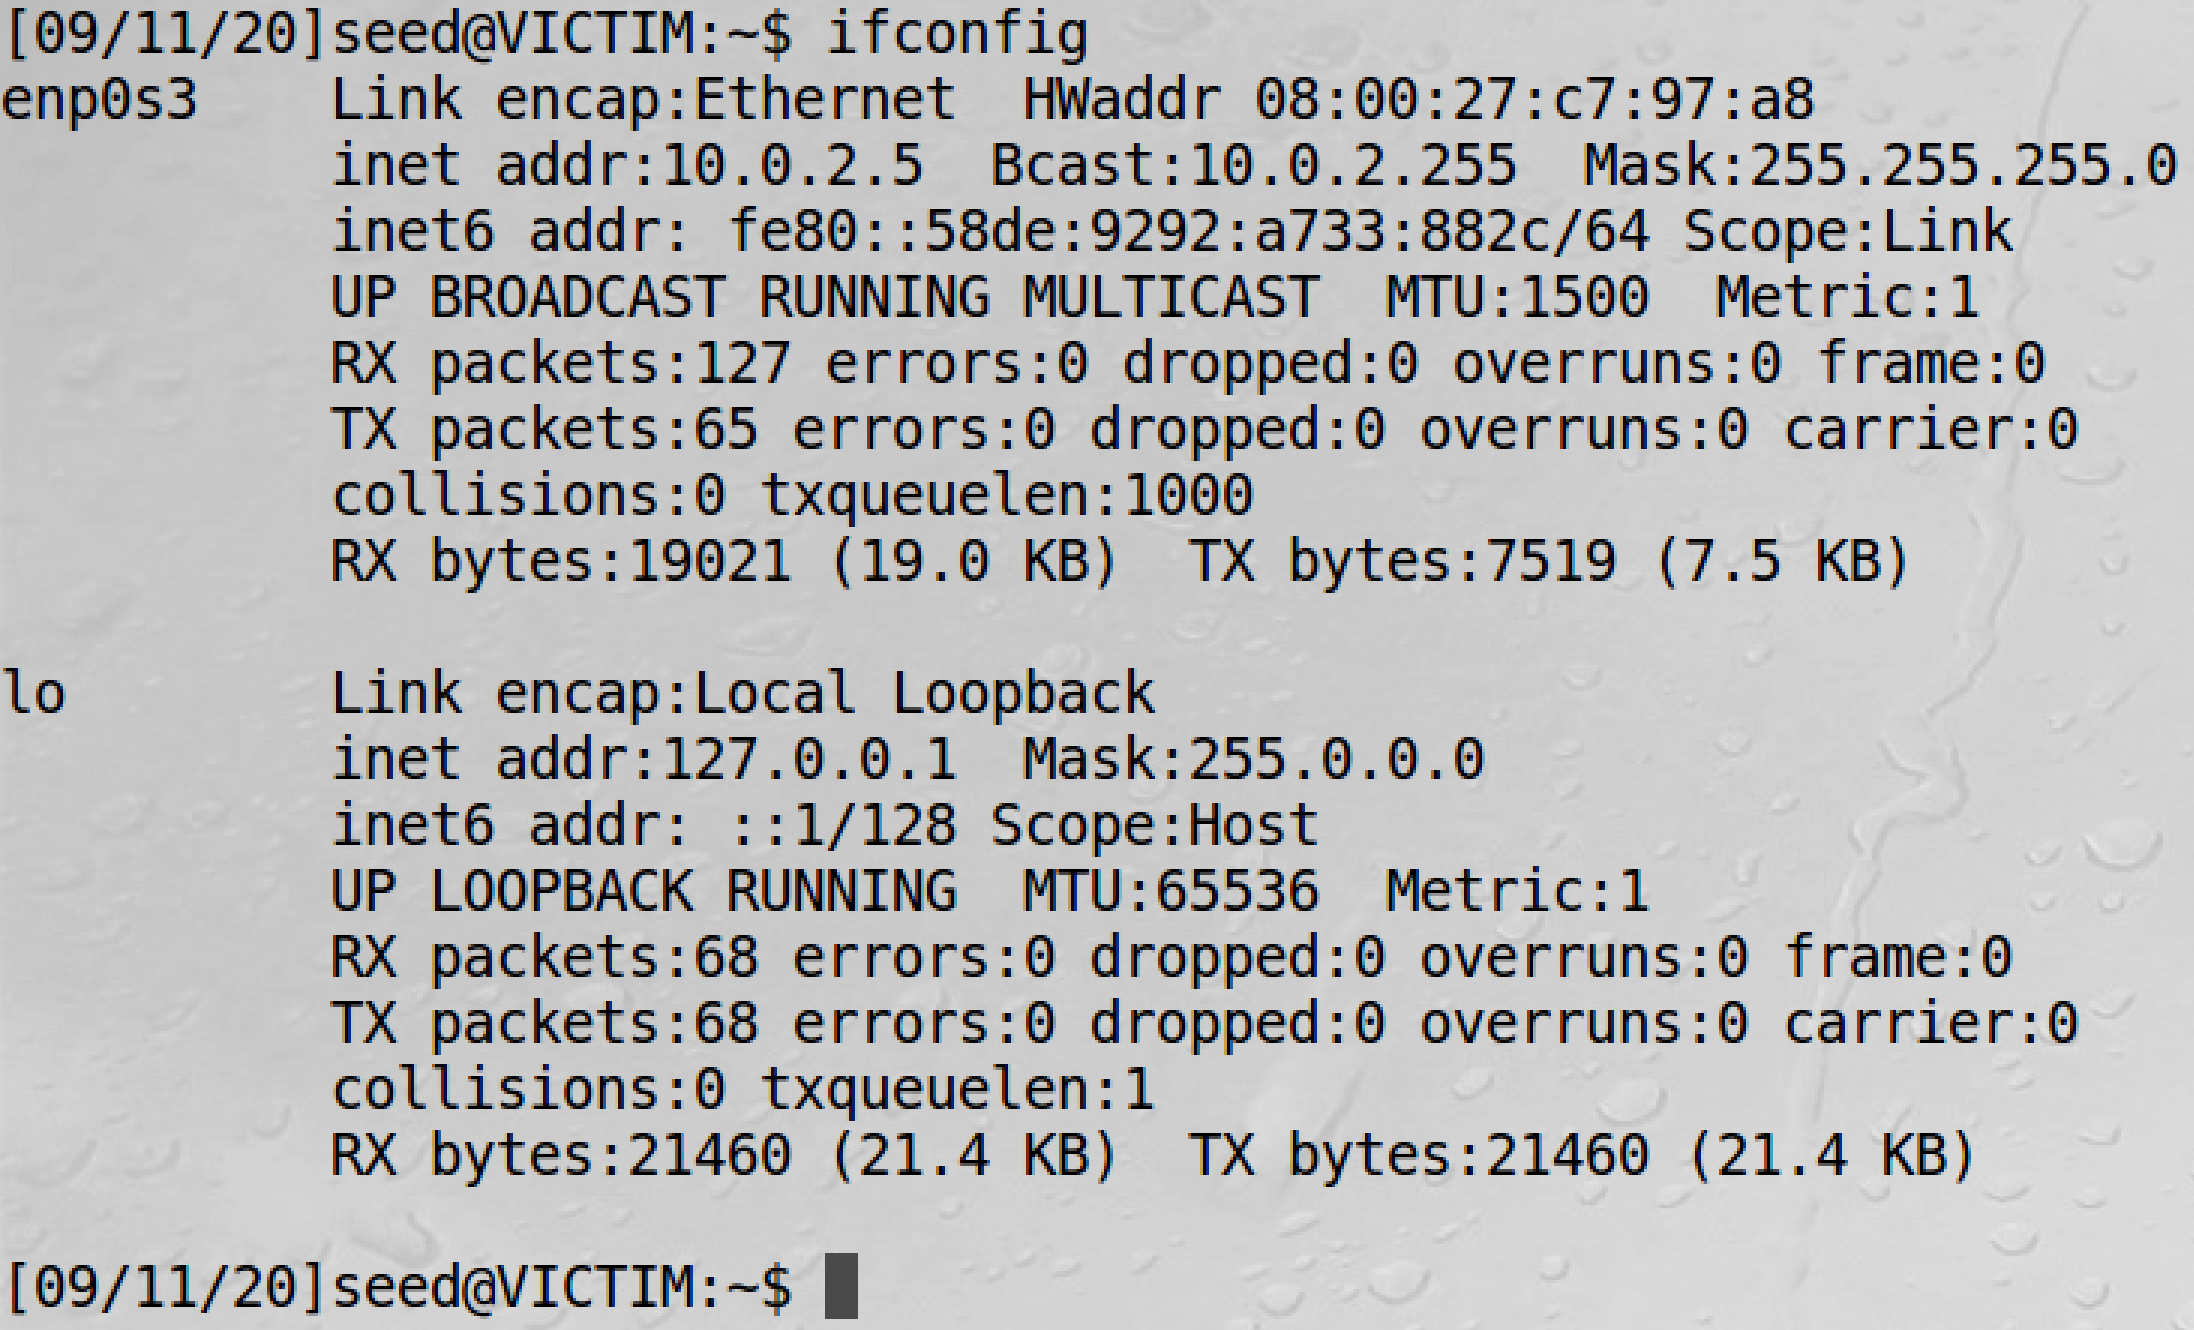 [09/11/20]seed@VICTIM:~$ ifconfig
enp0s3    Link encap:Ethernet  HWaddr 08:00:27:c7:97:a8
          inet addr:10.0.2.5  Bcast:10.0.2.255  Mask:255.255.255.0
          inet6 addr: fe80::58de:9292:a733:882c/64 Scope:Link
          UP BROADCAST RUNNING MULTICAST  MTU:1500  Metric:1
          RX packets:127 errors:0 dropped:0 overruns:0 frame:0
          TX packets:65 errors:0 dropped:0 overruns:0 carrier:0
          collisions:0 txqueuelen:1000
          RX bytes:19021 (19.0 KB)  TX bytes:7519 (7.5 KB)

lo        Link encap:Local Loopback
          inet addr:127.0.0.1  Mask:255.0.0.0
          inet6 addr: ::1/128 Scope:Host
          UP LOOPBACK RUNNING  MTU:65536  Metric:1
          RX packets:68 errors:0 dropped:0 overruns:0 frame:0
          TX packets:68 errors:0 dropped:0 overruns:0 carrier:0
          collisions:0 txqueuelen:1
          RX bytes:21460 (21.4 KB)  TX bytes:21460 (21.4 KB)

[09/11/20]seed@VICTIM:~$